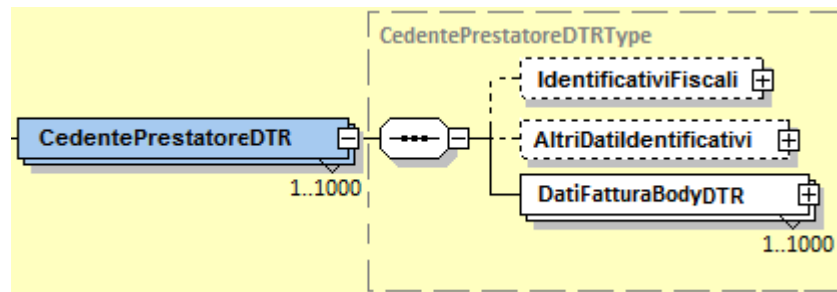 CedentePrestatoreDTRType
IdentificativiFiscali
CedentePrestatoreDTR
AltriDatiIdentificativi
1..1000
DatiFatturaBodyDTR
1..1000